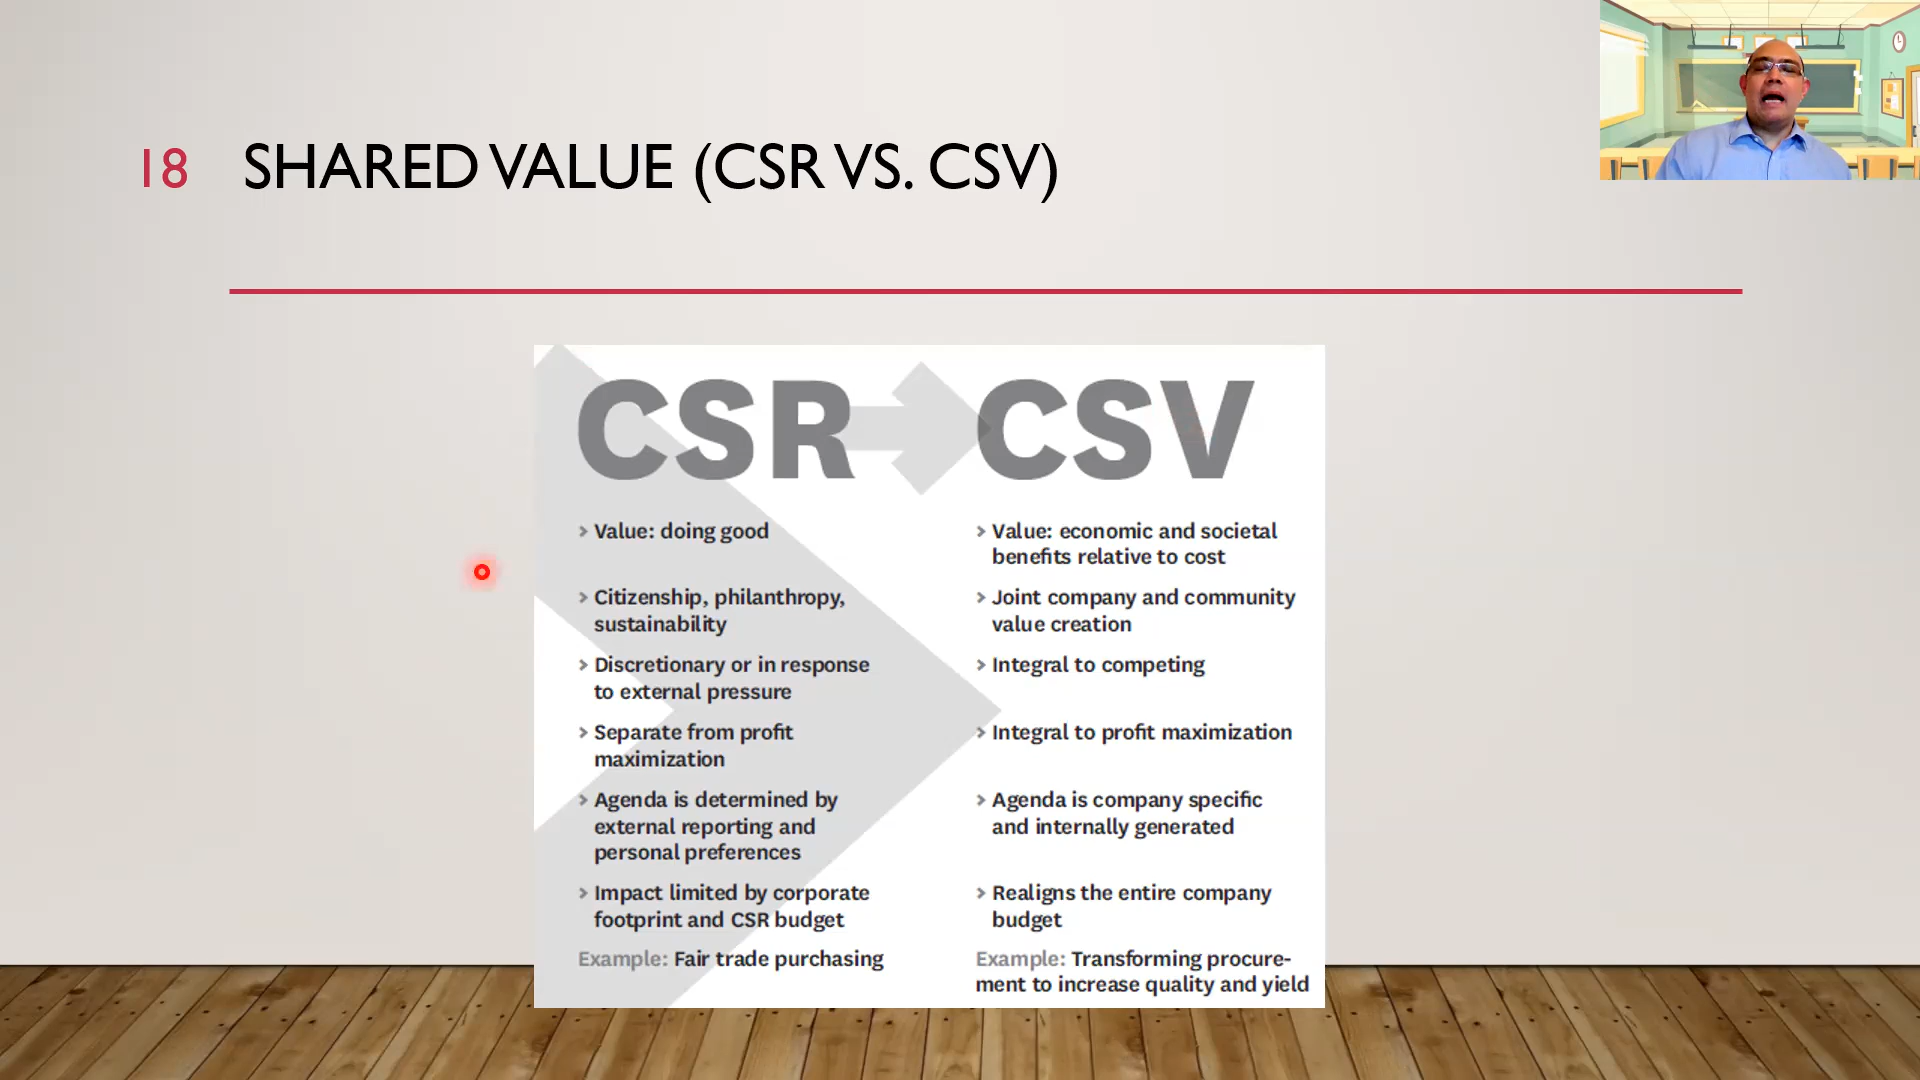 18 SHARED VALUE (CSR VS. CSV)
CSR CSV
> Value: doing good
> Citizenship, philanthropy,
sustainability
> Discretionary or in response
to external pressure
> Separate from profit
maximization
> Agenda is determined by
external reporting and
personal preferences
> Impact limited by corporate
footprint and CSR budget
Example: Fair trade purchasing
> Value: economic and societal
benefits relative to cost
> Joint company and community
value creation
> Integral to competing
> Integral to profit maximization
> Agenda is company specific
and internally generated
> Realigns the entire company
budget
Example: Transforming procure-
ment to increase quality and yield